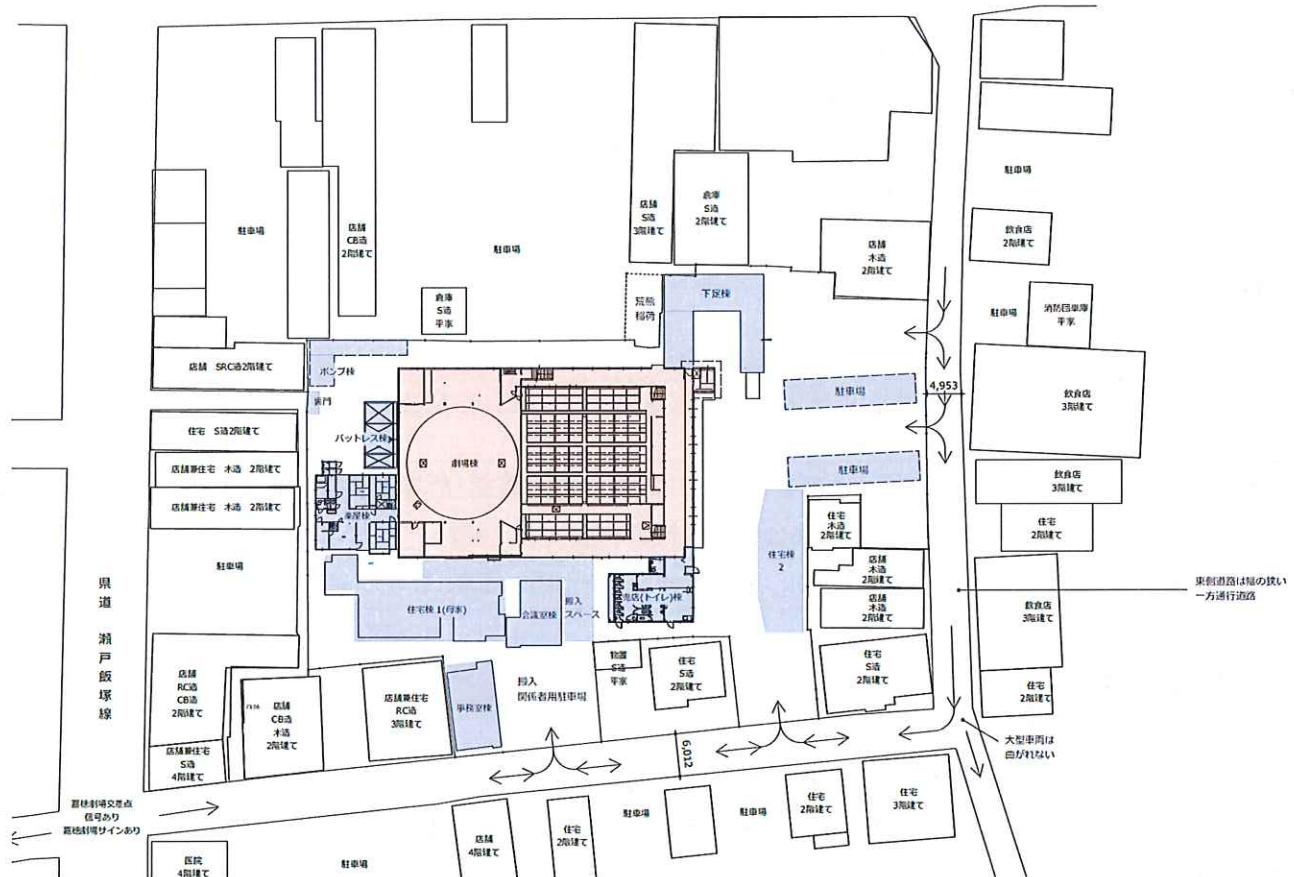 駐車場
店舗
CB造
2階建て
駐車場
店舗
S造
3階建て
倉庫
S造
2階建て
店舗
木造
2階建て
駐車場
飲食店
2階建て
駐車場
消防団車庫
平家
倉庫
S造
平家
荒熊
稲荷
下足棟
店舗 SRC造2階建て
ポンプ棟
裏門
駐車場
4,953
飲食店
3階建て
住宅 S造2階建て
バットレス棟
店舗兼住宅 木造 2階建て
劇場棟
駐車場
飲食店
3階建て
店舗兼住宅 木造 2階建て
楽屋棟
住宅
木造
2階建て
住宅
2階建て
駐車場
住宅棟
2
店舗
木造
2階建て
東側道路は幅の狭い
一方通行道路
県道 瀬戸飯塚線
住宅棟 1(母家)
会議室棟
搬入
スペース
売店(トイレ)棟
店舗
木造
2階建て
飲食店
3階建て
店舗
RC造
CB造
2階建て
店舗
CB造
木造
2階建て
店舗兼住宅
RC造
3階建て
事務室棟
搬入
関係者用駐車場
物置
S造
平家
住宅
S造
2階建て
住宅
S造
2階建て
住宅
2階建て
店舗兼住宅
S造
4階建て
6,012
大型車両は
曲がれない
嘉穂劇場交差点
信号あり
嘉穂劇場サインあり
医院
4階建て
駐車場
店舗
4階建て
住宅
2階建て
駐車場
駐車場
住宅
2階建て
住宅
3階建て